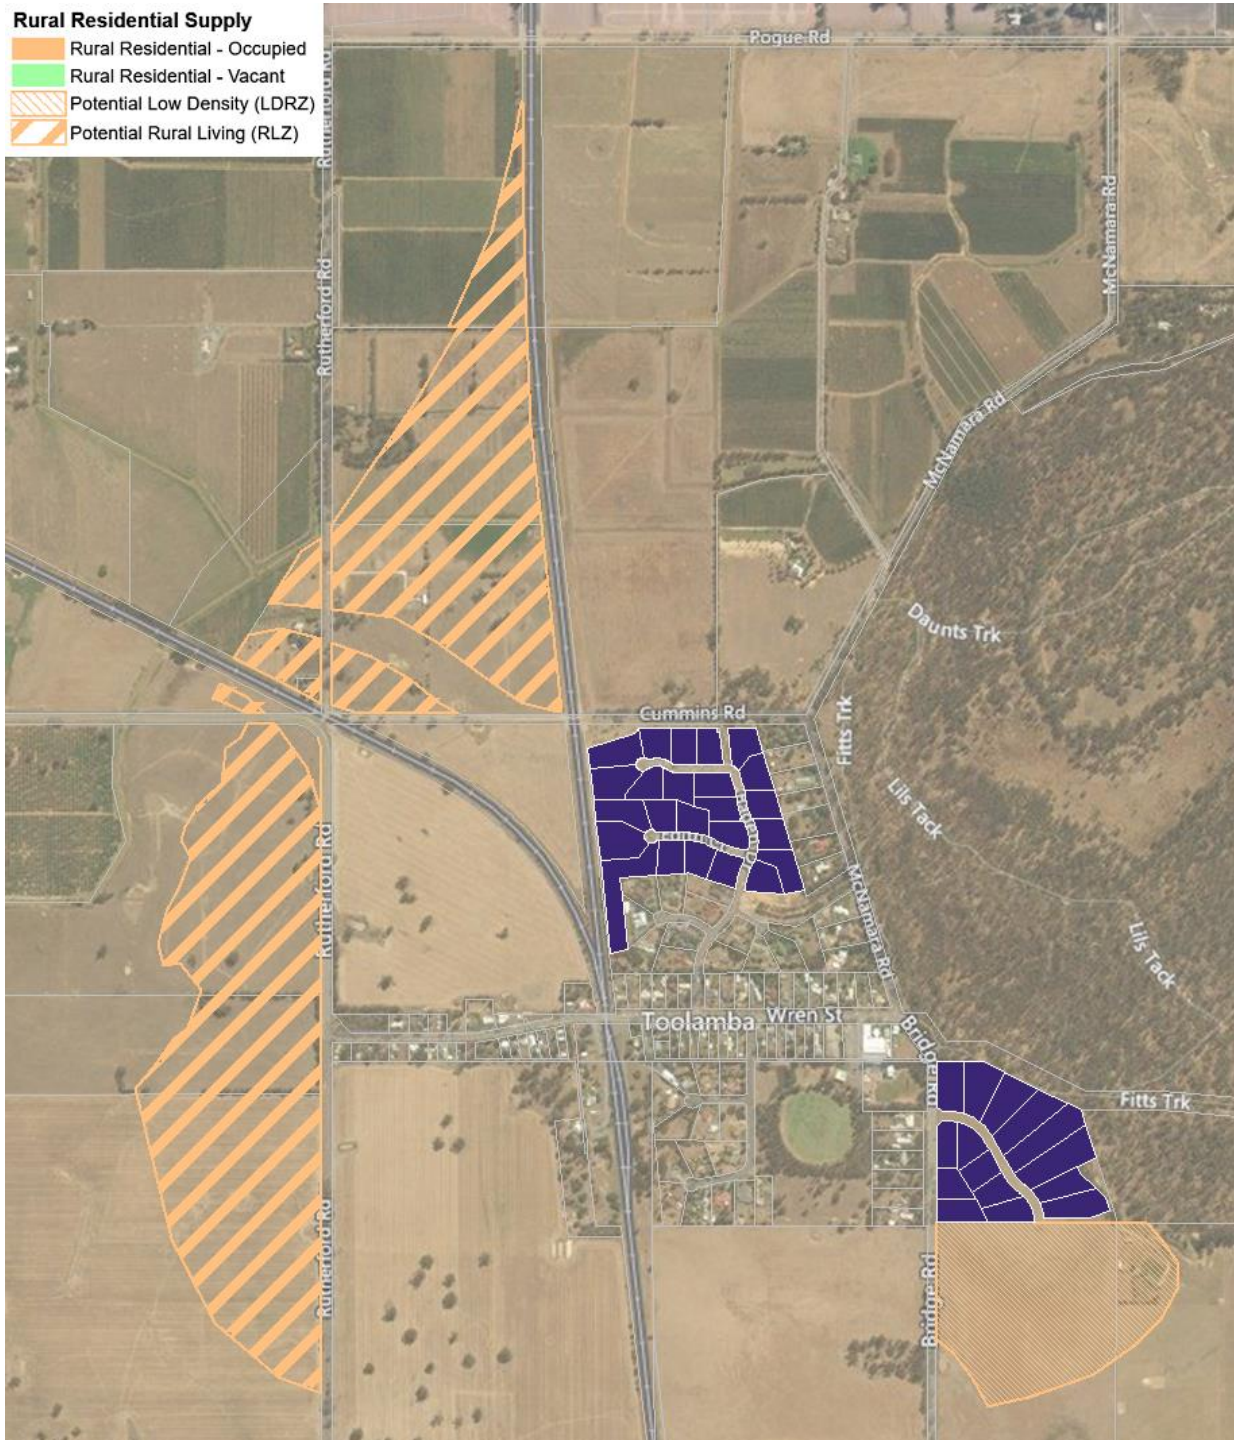 Rural Residential Supply
Rural Residential - Occupied
Rural Residential - Vacant
Potential Low Density (LDRZ)
Potential Rural Living (RLZ)
Pogue Rd
Rutherford Rd
McNamara Rd
Rutherford Rd
McNamara Rd
Daunts Trk
Cummins Rd
Fitts Trk
Lils Tack
Rutherford Rd
McNamara Rd
Lils Tack
Toolamba
Wren St
Bridge Rd
Fitts Trk
Rutherford Rd
Bridge Rd